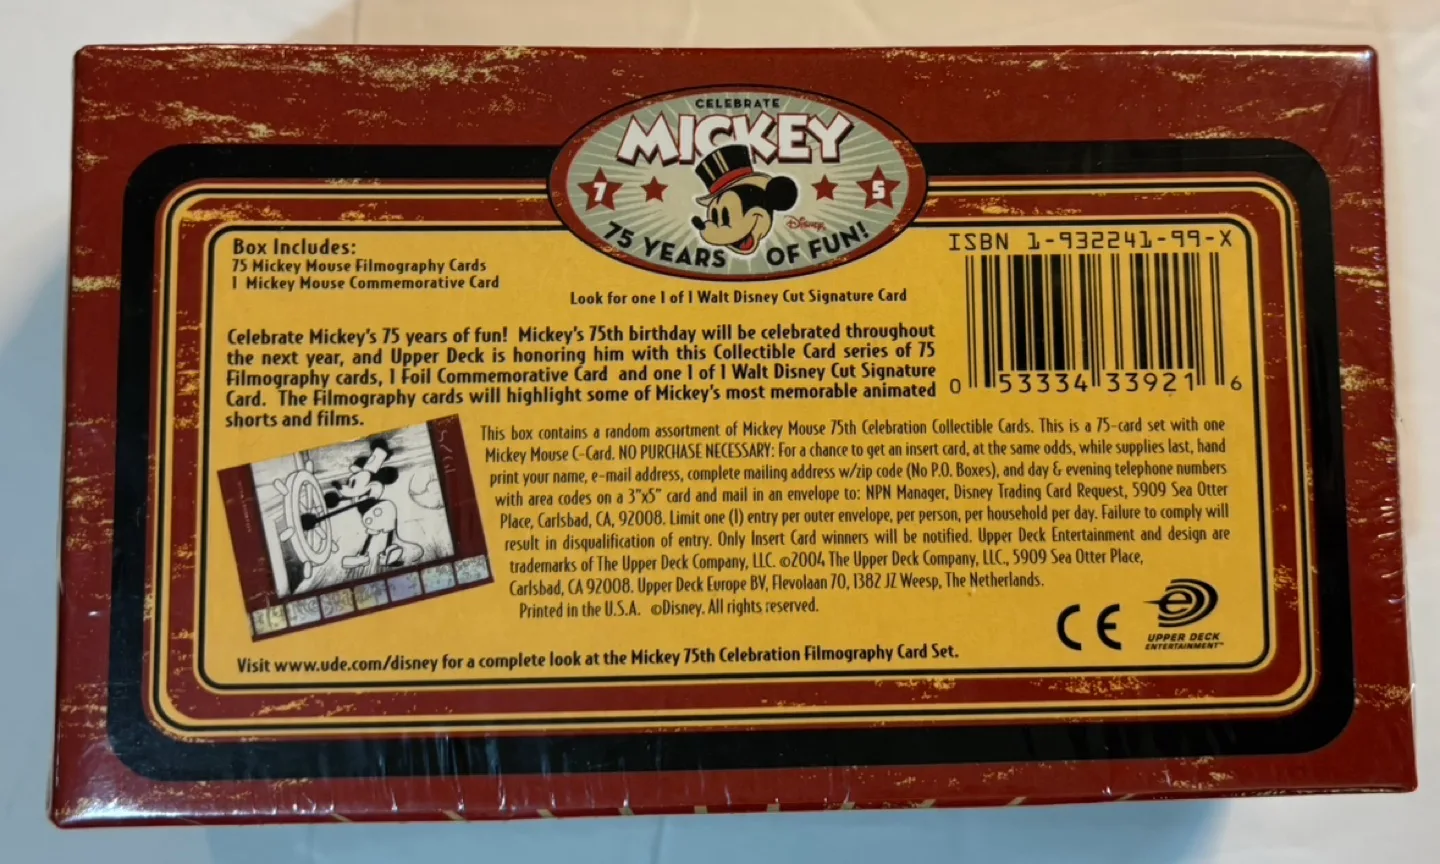 CELEBRATE
MICKEY
7 5
Disney
75 YEARS OF FUN!
Box Includes:
75 Mickey Mouse Filmography Cards
1 Mickey Mouse Commemorative Card
Look for one 1 of 1 Walt Disney Cut Signature Card
ISBN 1-932241-99-X
0 53334 33921 6
Celebrate Mickey's 75 years of fun! Mickey's 75th birthday will be celebrated throughout
the next year, and Upper Deck is honoring him with this Collectible Card series of 75
Filmography cards, 1 Foil Commemorative Card and one 1 of 1 Walt Disney Cut Signature
Card. The Filmography cards will highlight some of Mickey's most memorable animated
shorts and films.
This box contains a random assortment of Mickey Mouse 75th Celebration Collectible Cards. This is a 75-card set with one
Mickey Mouse C-Card. NO PURCHASE NECESSARY: For a chance to get an insert card, at the same odds, while supplies last, hand
print your name, e-mail address, complete mailing address w/zip code (No P.O. Boxes), and day & evening telephone numbers
with area codes on a 3"x5" card and mail in an envelope to: NPN Manager, Disney Trading Card Request, 5909 Sea Otter
Place, Carlsbad, CA, 92008. Limit one (1) entry per outer envelope, per person, per household per day. Failure to comply will
result in disqualification of entry. Only Insert Card winners will be notified. Upper Deck Entertainment and design are
trademarks of The Upper Deck Company, LLC. ©2004 The Upper Deck Company, LLC., 5909 Sea Otter Place,
Carlsbad, CA 92008. Upper Deck Europe BV, Flevolaan 70, 1382 JZ Weesp, The Netherlands.
Printed in the U.S.A. ©Disney. All rights reserved.
CE
UPPER DECK
ENTERTAINMENT™
Visit www.ude.com/disney for a complete look at the Mickey 75th Celebration Filmography Card Set.